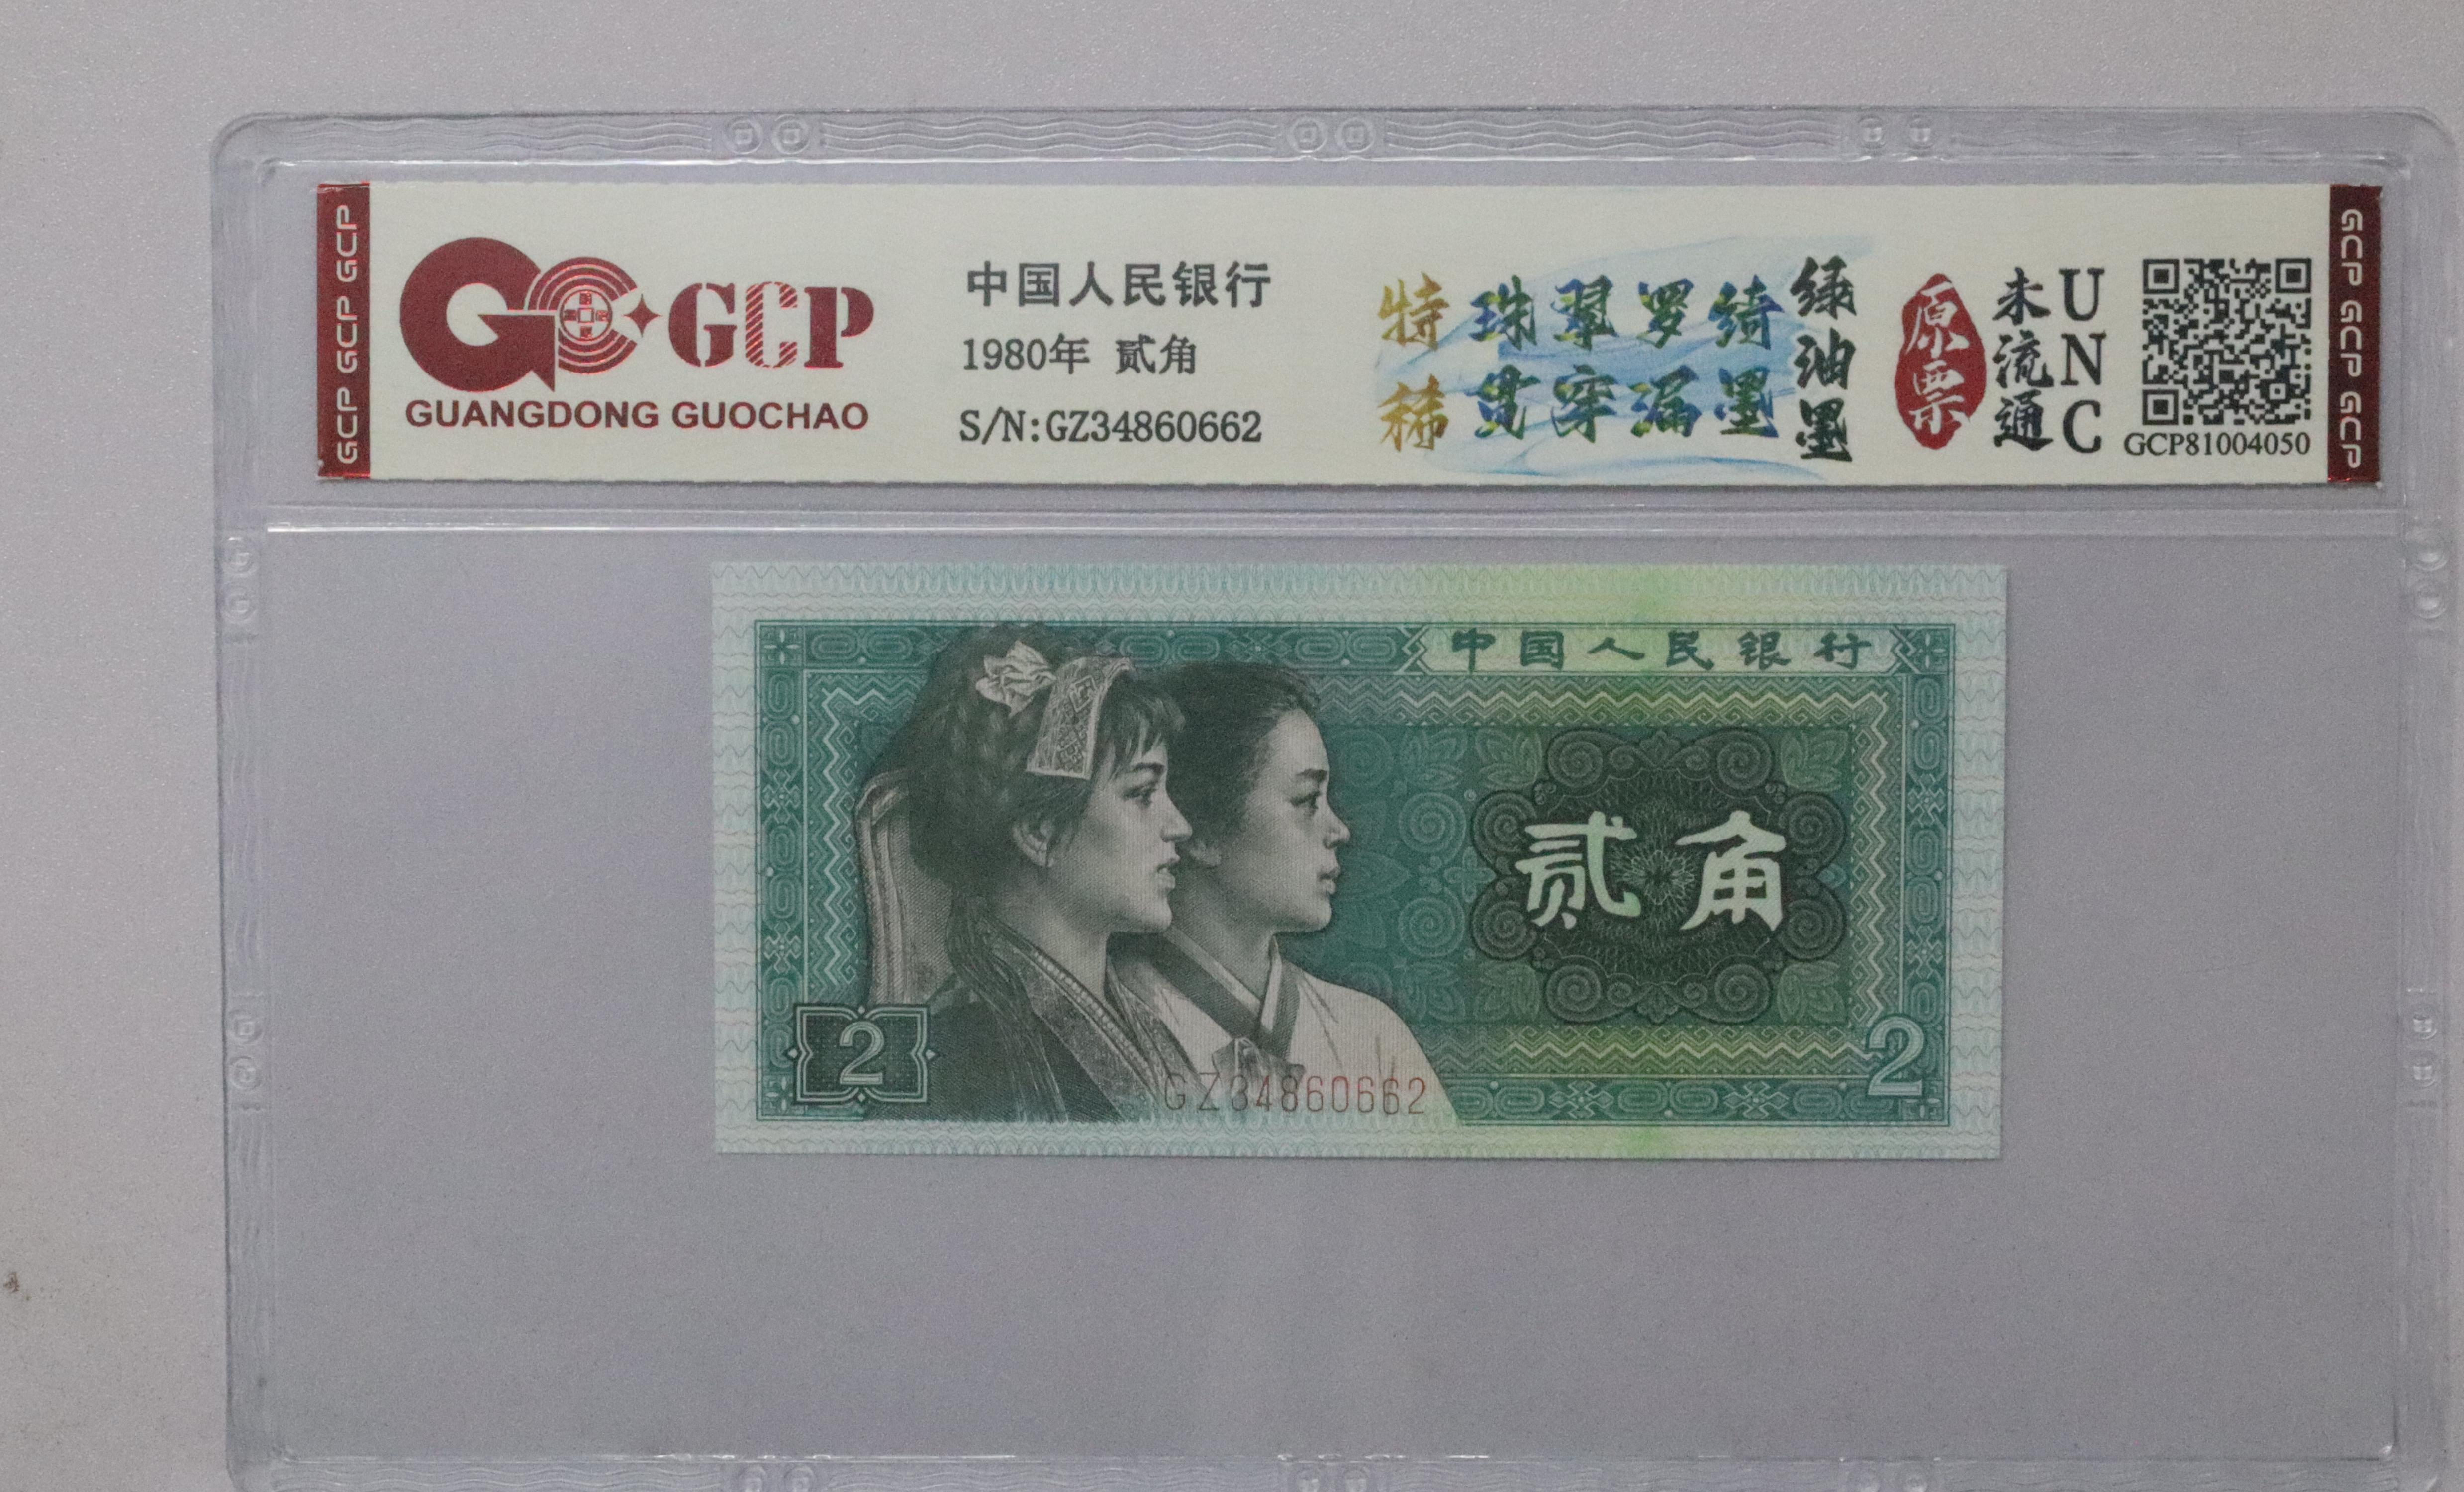 GCP GCP GCP
GCP
GUANGDONG GUOCHAO
中国人民银行
1980年 贰角
S/N:GZ34860662
特稀
珠翠罗绮
贯穿漏墨
绿油墨
原票
未流通
UNC
GCP81004050
GCP GCP GCP GCP
中国人民银行
贰角
2
GZ34860662
2